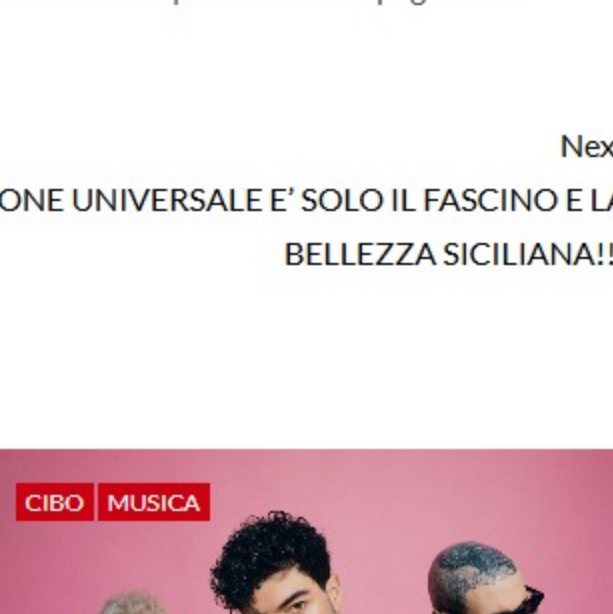 Nex
ONE UNIVERSALE E’ SOLO IL FASCINO E LA
BELLEZZA SICILIANA!!
CIBO MUSICA